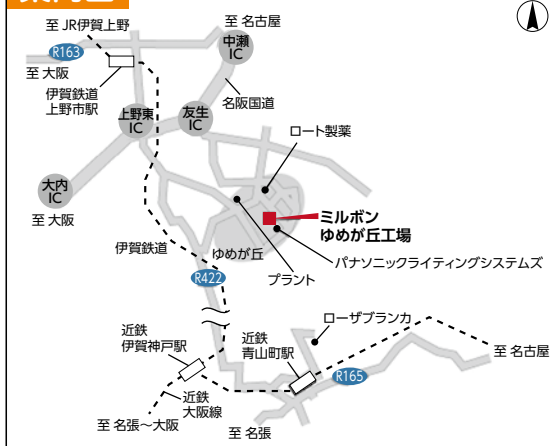 至 JR伊賀上野
至 名古屋
R163
中瀬
IC
至 大阪
伊賀鉄道
上野市駅
名阪国道
上野東
IC
友生
IC
ロート製薬
大内
IC
至 大阪
ミルボン
ゆめが丘工場
伊賀鉄道
ゆめが丘
パナソニックライティングシステムズ
プラント
R422
ローザブランカ
近鉄
伊賀神戸駅
近鉄
青山町駅
至 名古屋
R165
近鉄
大阪線
至 名張〜大阪
至 名張